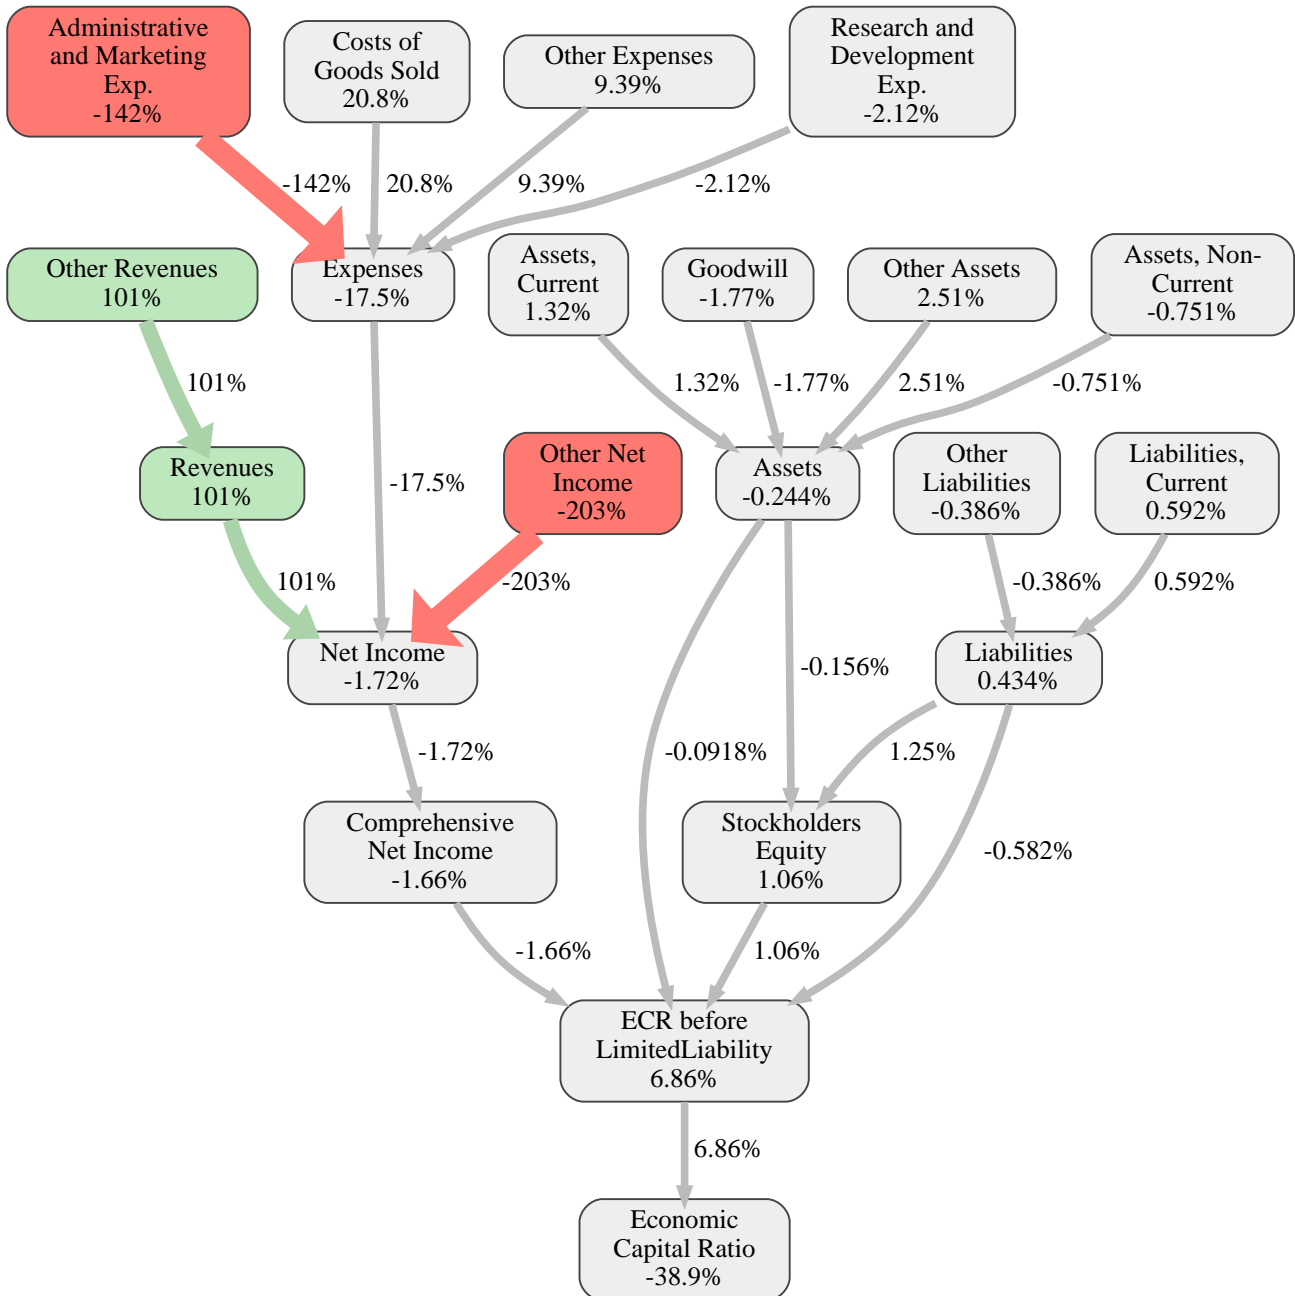 Administrative
and Marketing
Exp.
-142%
Costs of
Goods Sold
20.8%
Other Expenses
9.39%
Research and
Development
Exp.
-2.12%
-142%
20.8%
9.39%
-2.12%
Other Revenues
101%
Expenses
-17.5%
Assets,
Current
1.32%
Goodwill
-1.77%
Other Assets
2.51%
Assets, Non-
Current
-0.751%
101%
1.32%
-1.77%
2.51%
-0.751%
Revenues
101%
-17.5%
Other Net
Income
-203%
Assets
-0.244%
Other
Liabilities
-0.386%
Liabilities,
Current
0.592%
101%
-203%
-0.386%
0.592%
Net Income
-1.72%
-0.156%
Liabilities
0.434%
-1.72%
-0.0918%
1.25%
Comprehensive
Net Income
-1.66%
Stockholders
Equity
1.06%
-0.582%
-1.66%
1.06%
ECR before
LimitedLiability
6.86%
6.86%
Economic
Capital Ratio
-38.9%